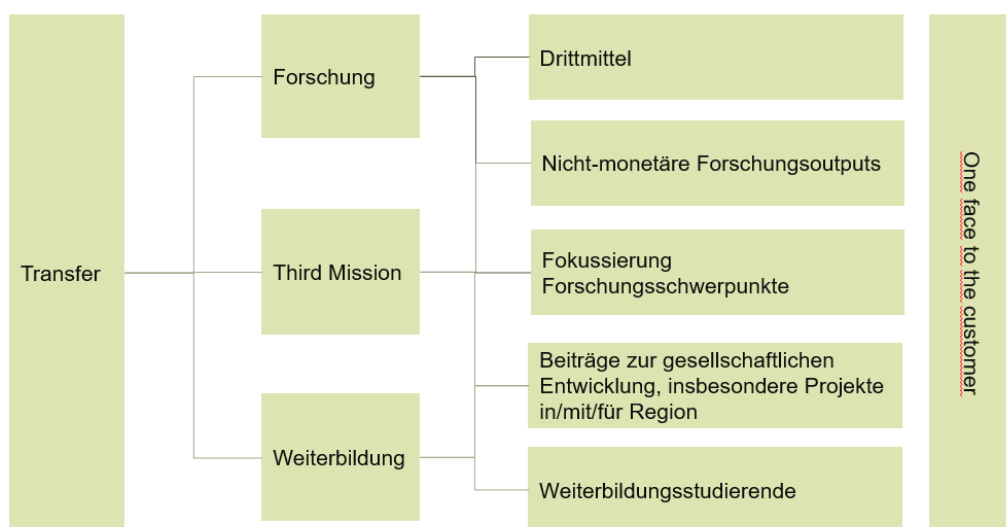 Transfer
Forschung
Third Mission
Weiterbildung
Drittmittel
Nicht-monetäre Forschungsoutputs
Fokussierung
Forschungsschwerpunkte
Beiträge zur gesellschaftlichen
Entwicklung, insbesondere Projekte
in/mit/für Region
Weiterbildungsstudierende
One face to the customer